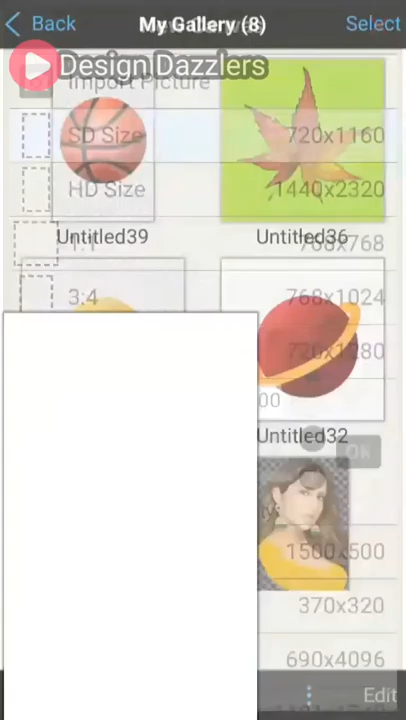 Back
My Gallery (8)
Select
Design Dazzlers
Import Picture
SD Size
720x1160
HD Size
1440x2320
Untitled39
Untitled36
1:1
768x768
3:4
768x1024
720x1280
00
Untitled32
OK
1500x500
370x320
690x4096
Edit